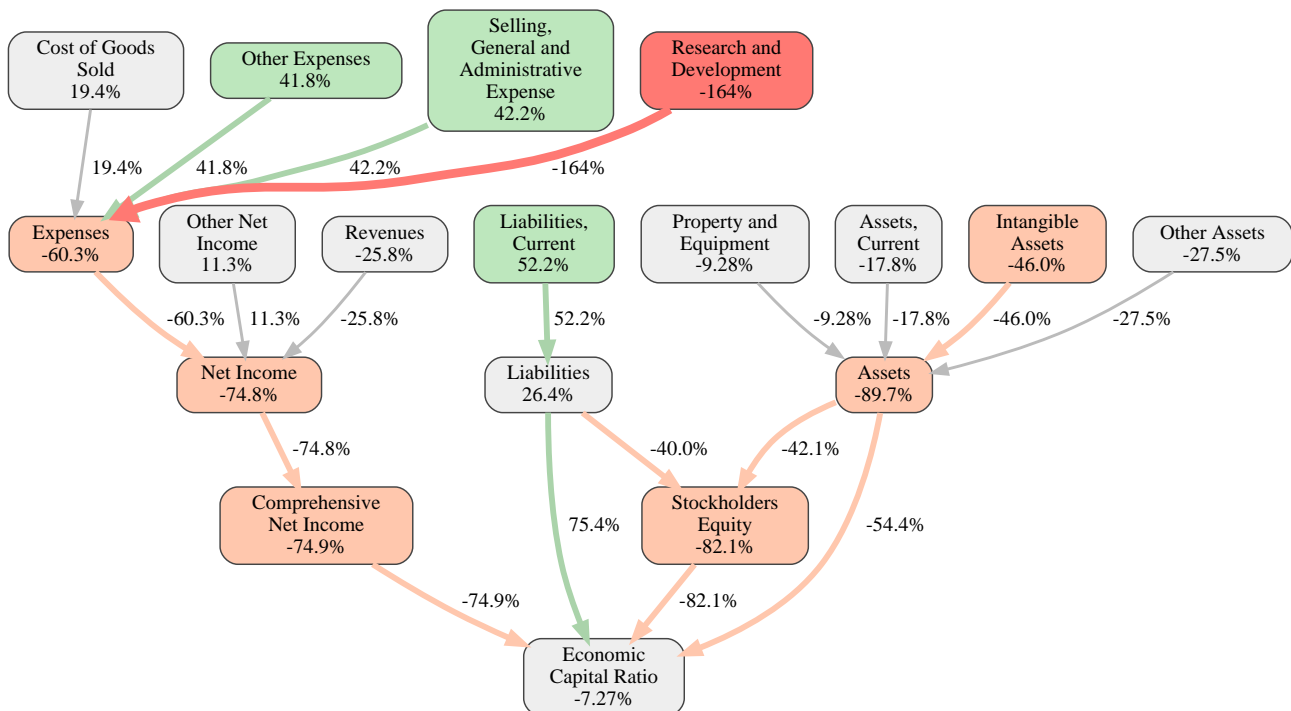 Cost of Goods
Sold
19.4%
Other Expenses
41.8%
Selling,
General and
Administrative
Expense
42.2%
Research and
Development
-164%
19.4%
41.8%
42.2%
-164%
Expenses
-60.3%
Other Net
Income
11.3%
Revenues
-25.8%
Liabilities,
Current
52.2%
Property and
Equipment
-9.28%
Assets,
Current
-17.8%
Intangible
Assets
-46.0%
Other Assets
-27.5%
-60.3%
11.3%
-25.8%
52.2%
-9.28%
-17.8%
-46.0%
-27.5%
Net Income
-74.8%
Liabilities
26.4%
Assets
-89.7%
-74.8%
-40.0%
-42.1%
Comprehensive
Net Income
-74.9%
75.4%
Stockholders
Equity
-82.1%
-54.4%
-74.9%
-82.1%
Economic
Capital Ratio
-7.27%